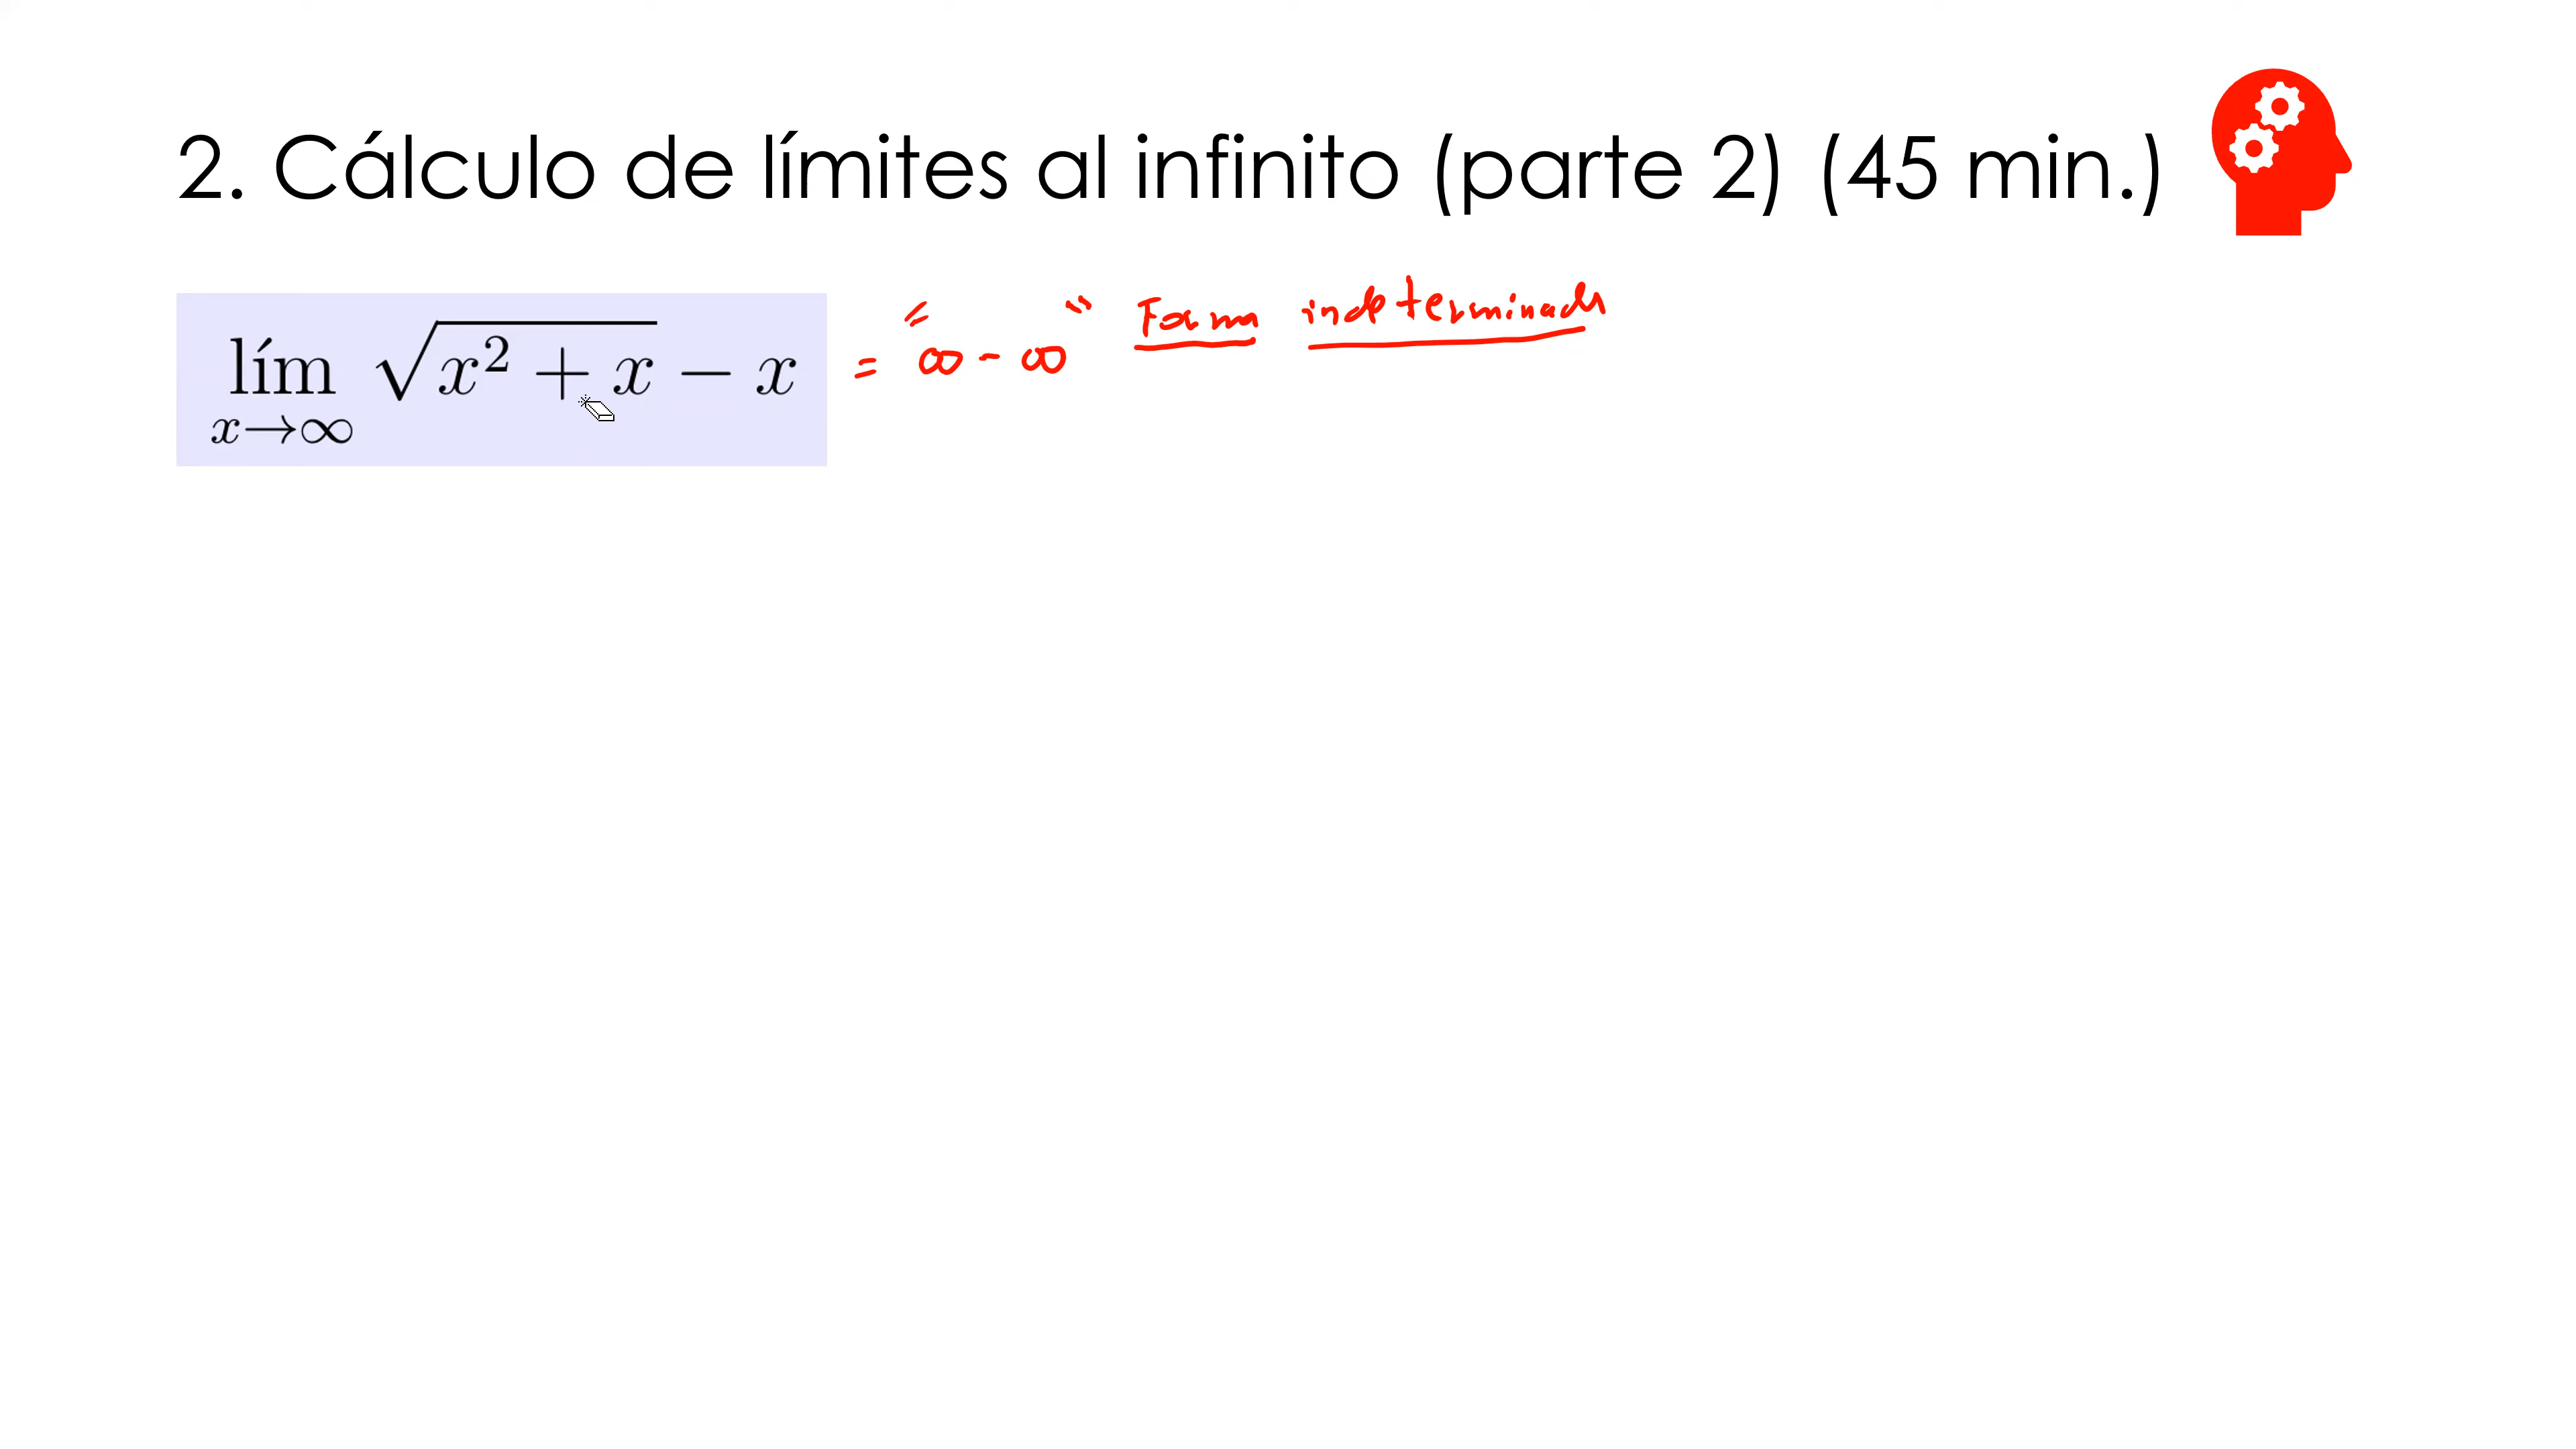 2. Cálculo de límites al infinito (parte 2) (45 min.)
lím x→∞ √(x² + x) − x = "∞ - ∞" Forma indeterminada